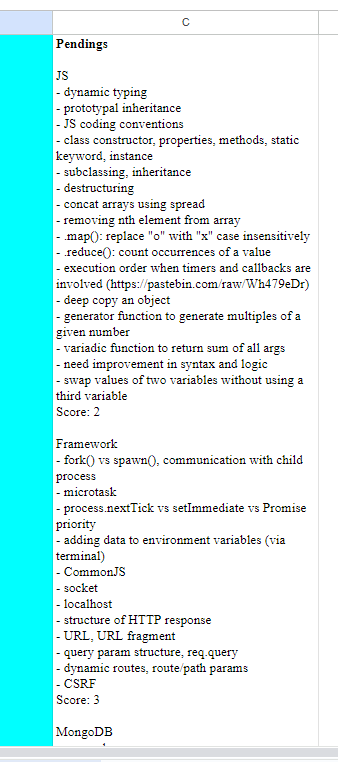 C
Pendings
JS
- dynamic typing
- prototypal inheritance
- JS coding conventions
- class constructor, properties, methods, static
keyword, instance
- subclassing, inheritance
- destructuring
- concat arrays using spread
- removing nth element from array
- .map(): replace "o" with "x" case insensitively
- .reduce(): count occurrences of a value
- execution order when timers and callbacks are
involved (https://pastebin.com/raw/Wh479eDr)
- deep copy an object
- generator function to generate multiples of a
given number
- variadic function to return sum of all args
- need improvement in syntax and logic
- swap values of two variables without using a
third variable
Score: 2
Framework
- fork() vs spawn(), communication with child
process
- microtask
- process.nextTick vs setImmediate vs Promise
priority
- adding data to environment variables (via
terminal)
- CommonJS
- socket
- localhost
- structure of HTTP response
- URL, URL fragment
- query param structure, req.query
- dynamic routes, route/path params
- CSRF
Score: 3
MongoDB